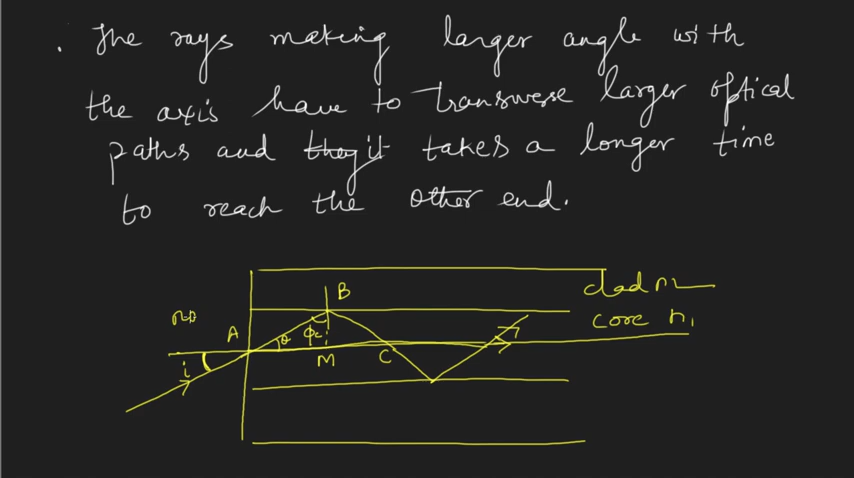 . The rays making larger angle with
the axis have to transverse larger optical
paths and they it takes a longer time
to reach the other end.
B
clad n
core n₁
A
θ
ϕc
i
M
C